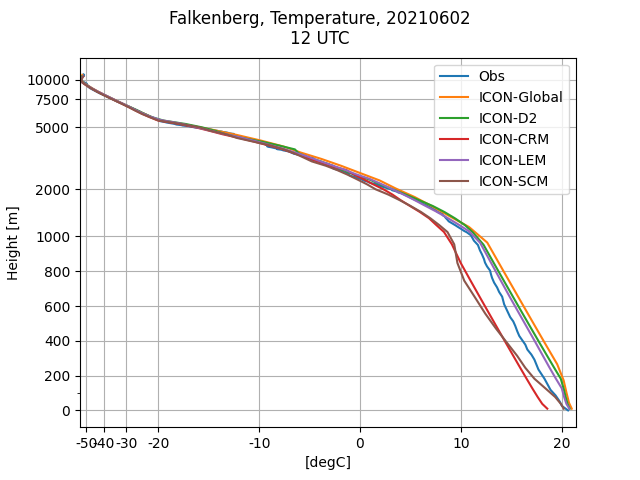 Falkenberg, Temperature, 20210602
12 UTC
Height [m]
10000
7500
5000
2000
1000
800
600
400
200
0
Obs
ICON-Global
ICON-D2
ICON-CRM
ICON-LEM
ICON-SCM
-50 -40 -30 -20 -10 0 10 20
[degC]